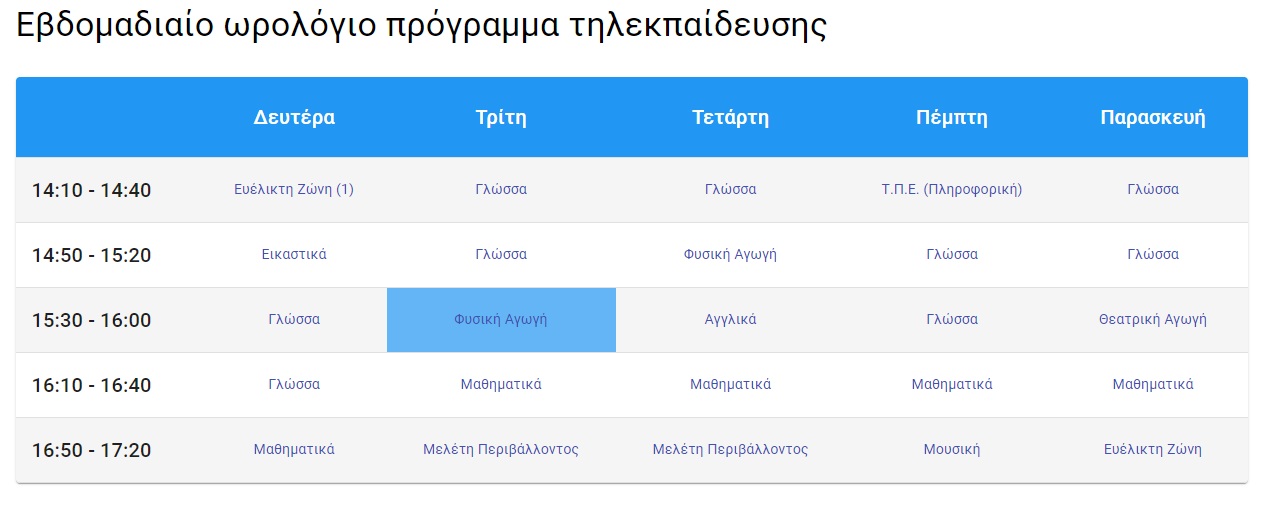 Εβδομαδιαίο ωρολόγιο πρόγραμμα τηλεκπαίδευσης
Δευτέρα Τρίτη Τετάρτη Πέμπτη Παρασκευή
14:10 - 14:40 Ευέλικτη Ζώνη (1) Γλώσσα Γλώσσα Τ.Π.Ε. (Πληροφορική) Γλώσσα
14:50 - 15:20 Εικαστικά Γλώσσα Φυσική Αγωγή Γλώσσα Γλώσσα
15:30 - 16:00 Γλώσσα Φυσική Αγωγή Αγγλικά Γλώσσα Θεατρική Αγωγή
16:10 - 16:40 Γλώσσα Μαθηματικά Μαθηματικά Μαθηματικά Μαθηματικά
16:50 - 17:20 Μαθηματικά Μελέτη Περιβάλλοντος Μελέτη Περιβάλλοντος Μουσική Ευέλικτη Ζώνη